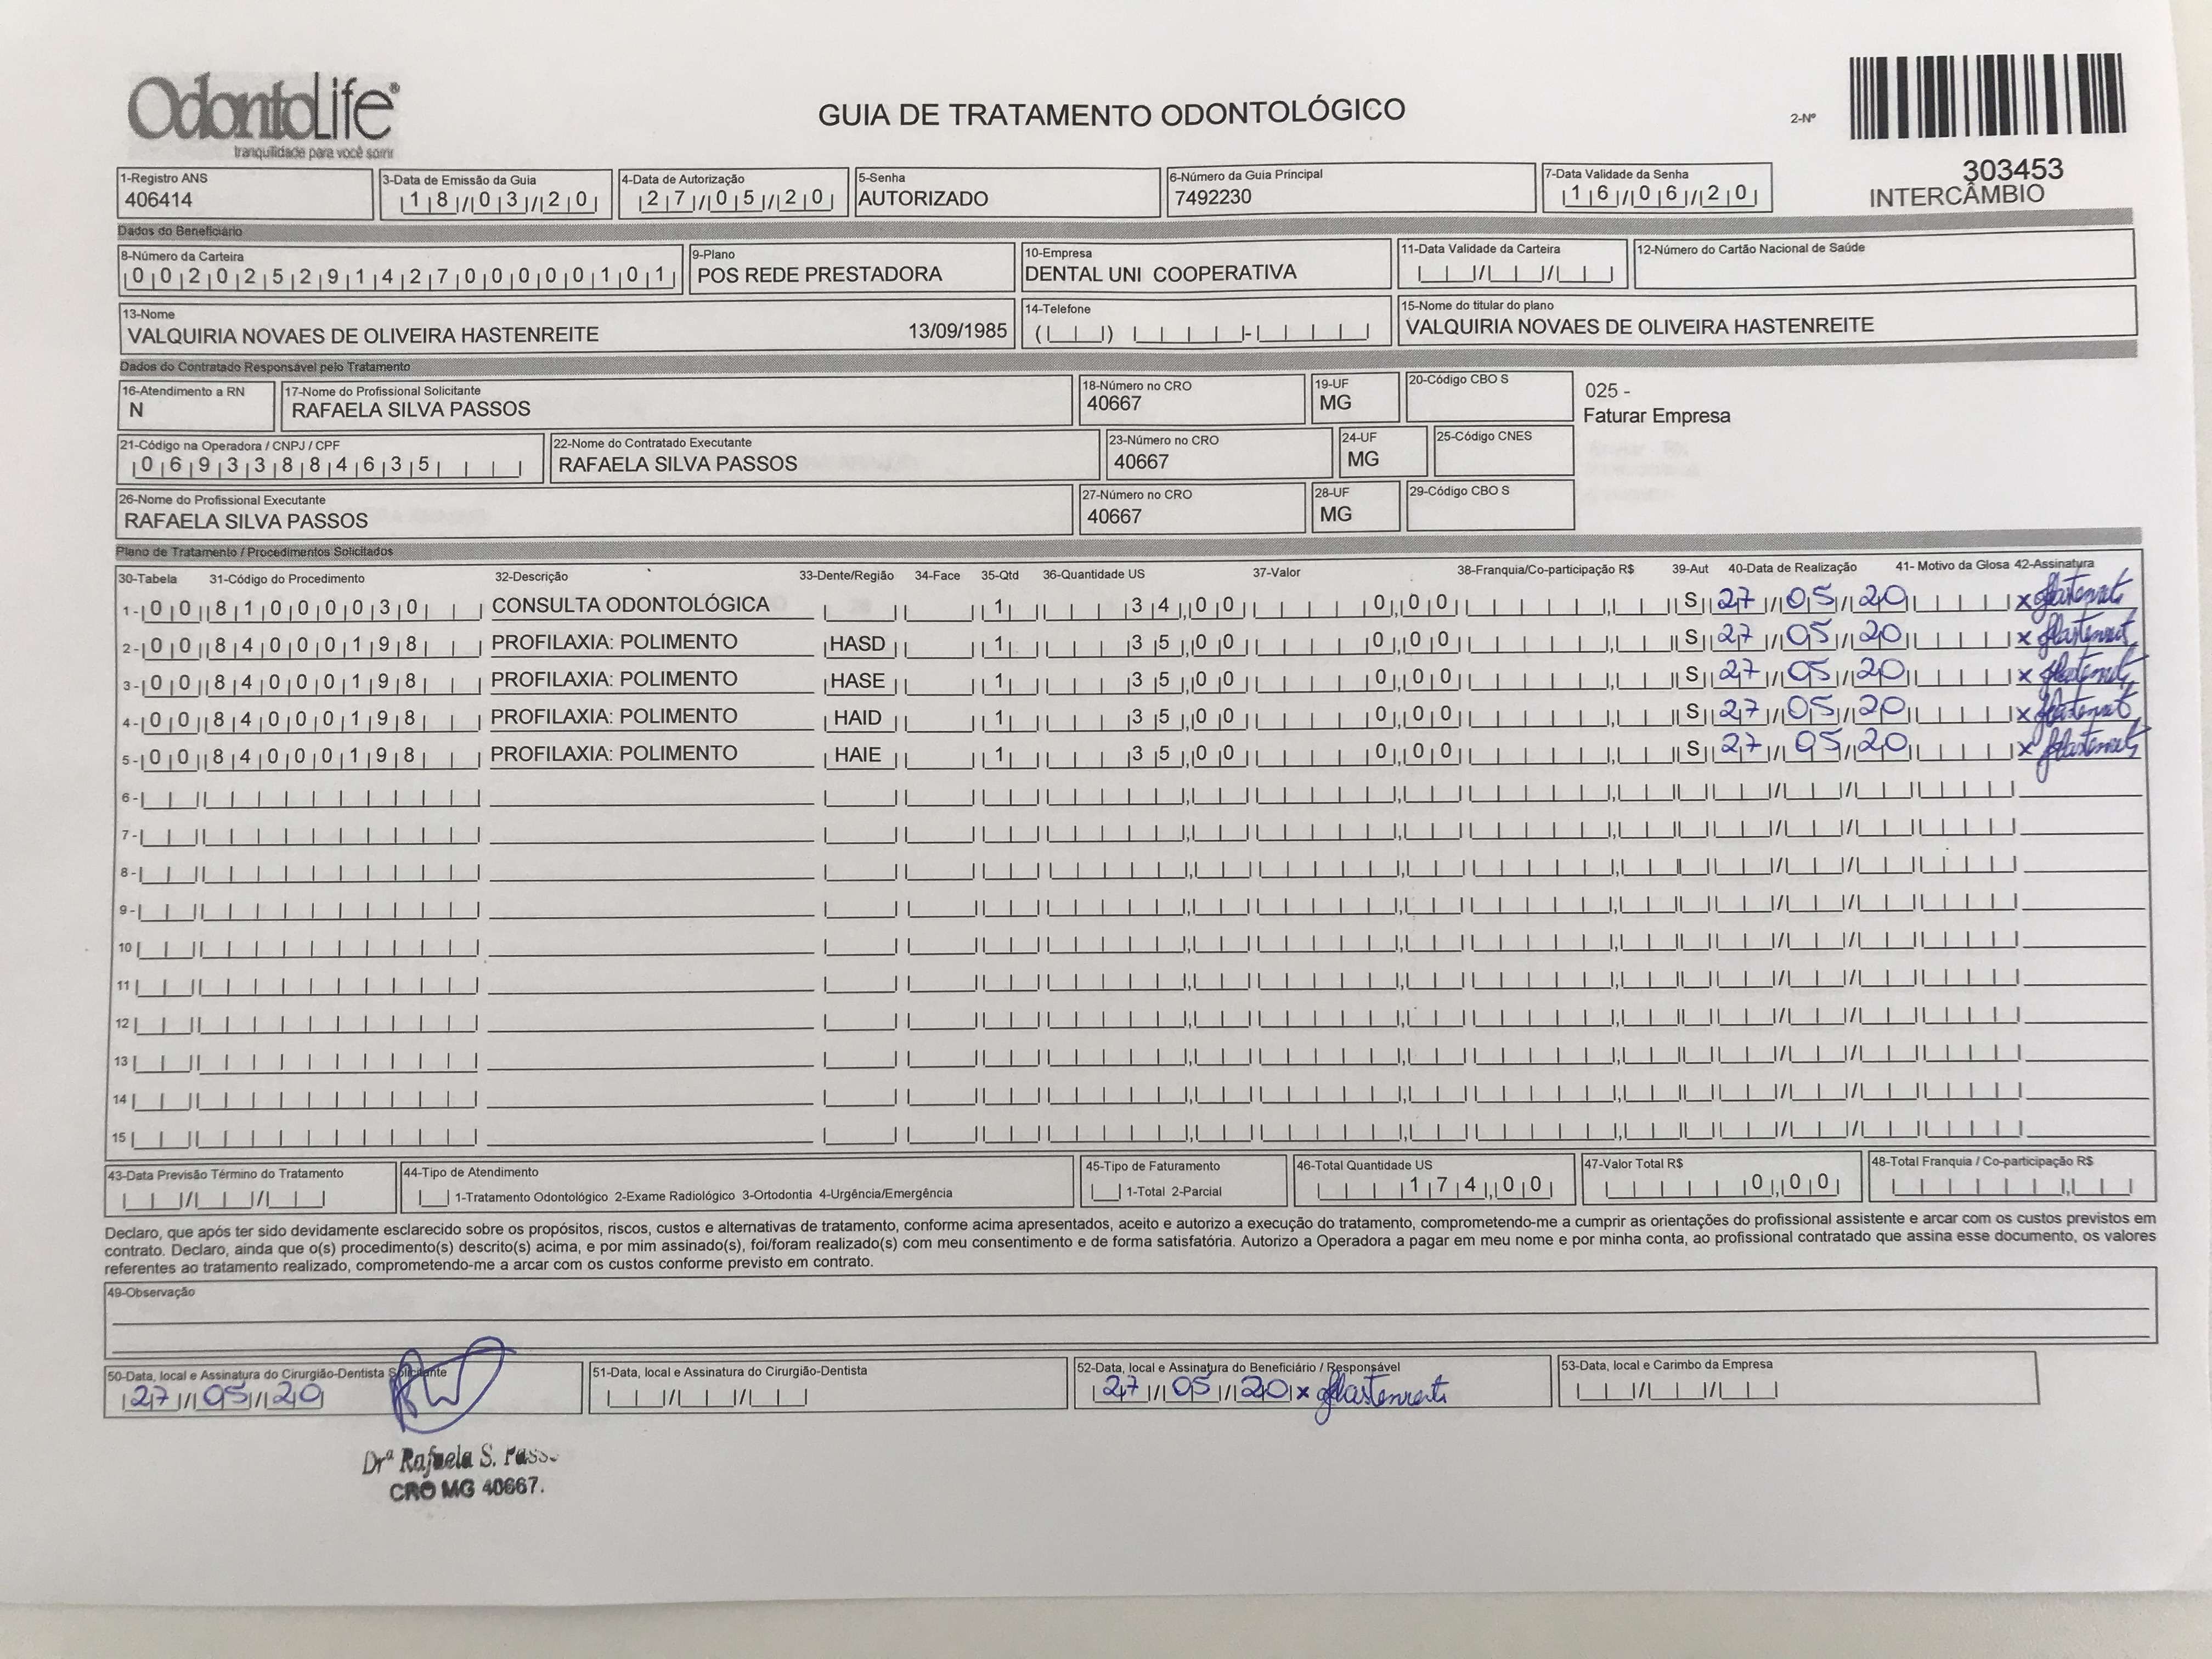 OdontoLife®
tranquilidade para você sorrir
GUIA DE TRATAMENTO ODONTOLÓGICO
2-Nº
303453
INTERCÂMBIO
1-Registro ANS
406414
3-Data de Emissão da Guia
18/03/20
4-Data de Autorização
27/05/20
5-Senha
AUTORIZADO
6-Número da Guia Principal
7492230
7-Data Validade da Senha
16/06/20
Dados do Beneficiário
8-Número da Carteira
00202529142700000101
9-Plano
POS REDE PRESTADORA
10-Empresa
DENTAL UNI COOPERATIVA
11-Data Validade da Carteira
12-Número do Cartão Nacional de Saúde
13-Nome
VALQUIRIA NOVAES DE OLIVEIRA HASTENREITE 13/09/1985
14-Telefone
15-Nome do titular do plano
VALQUIRIA NOVAES DE OLIVEIRA HASTENREITE
Dados do Contratado Responsável pelo Tratamento
16-Atendimento a RN
N
17-Nome do Profissional Solicitante
RAFAELA SILVA PASSOS
18-Número no CRO
40667
19-UF
MG
20-Código CBO S
025 -
Faturar Empresa
21-Código na Operadora / CNPJ / CPF
06933884635
22-Nome do Contratado Executante
RAFAELA SILVA PASSOS
23-Número no CRO
40667
24-UF
MG
25-Código CNES
26-Nome do Profissional Executante
RAFAELA SILVA PASSOS
27-Número no CRO
40667
28-UF
MG
29-Código CBO S
Plano de Tratamento / Procedimentos Solicitados
30-Tabela 31-Código do Procedimento 32-Descrição 33-Dente/Região 34-Face 35-Qtd 36-Quantidade US 37-Valor 38-Franquia/Co-participação R$ 39-Aut 40-Data de Realização 41- Motivo da Glosa 42-Assinatura
1- 00 81000030 CONSULTA ODONTOLÓGICA 1 34,00 0,00 S 27/05/20 x
2- 00 84000198 PROFILAXIA: POLIMENTO HASD 1 35,00 0,00 S 27/05/20 x
3- 00 84000198 PROFILAXIA: POLIMENTO HASE 1 35,00 0,00 S 27/05/20 x
4- 00 84000198 PROFILAXIA: POLIMENTO HAID 1 35,00 0,00 S 27/05/20 x
5- 00 84000198 PROFILAXIA: POLIMENTO HAIE 1 35,00 0,00 S 27/05/20 x
6-
7-
8-
9-
10
11
12
13
14
15
43-Data Previsão Término do Tratamento
44-Tipo de Atendimento
1-Tratamento Odontológico 2-Exame Radiológico 3-Ortodontia 4-Urgência/Emergência
45-Tipo de Faturamento
1-Total 2-Parcial
46-Total Quantidade US
174,00
47-Valor Total R$
0,00
48-Total Franquia / Co-participação R$
Declaro, que após ter sido devidamente esclarecido sobre os propósitos, riscos, custos e alternativas de tratamento, conforme acima apresentados, aceito e autorizo a execução do tratamento, comprometendo-me a cumprir as orientações do profissional assistente e arcar com os custos previstos em
contrato. Declaro, ainda que o(s) procedimento(s) descrito(s) acima, e por mim assinado(s), foi/foram realizado(s) com meu consentimento e de forma satisfatória. Autorizo a Operadora a pagar em meu nome e por minha conta, ao profissional contratado que assina esse documento, os valores
referentes ao tratamento realizado, comprometendo-me a arcar com os custos conforme previsto em contrato.
49-Observação
50-Data, local e Assinatura do Cirurgião-Dentista Solicitante
27/05/20
51-Data, local e Assinatura do Cirurgião-Dentista
52-Data, local e Assinatura do Beneficiário / Responsável
27/05/20 x
53-Data, local e Carimbo da Empresa
Drª Rafaela S.
CRO MG 40667.